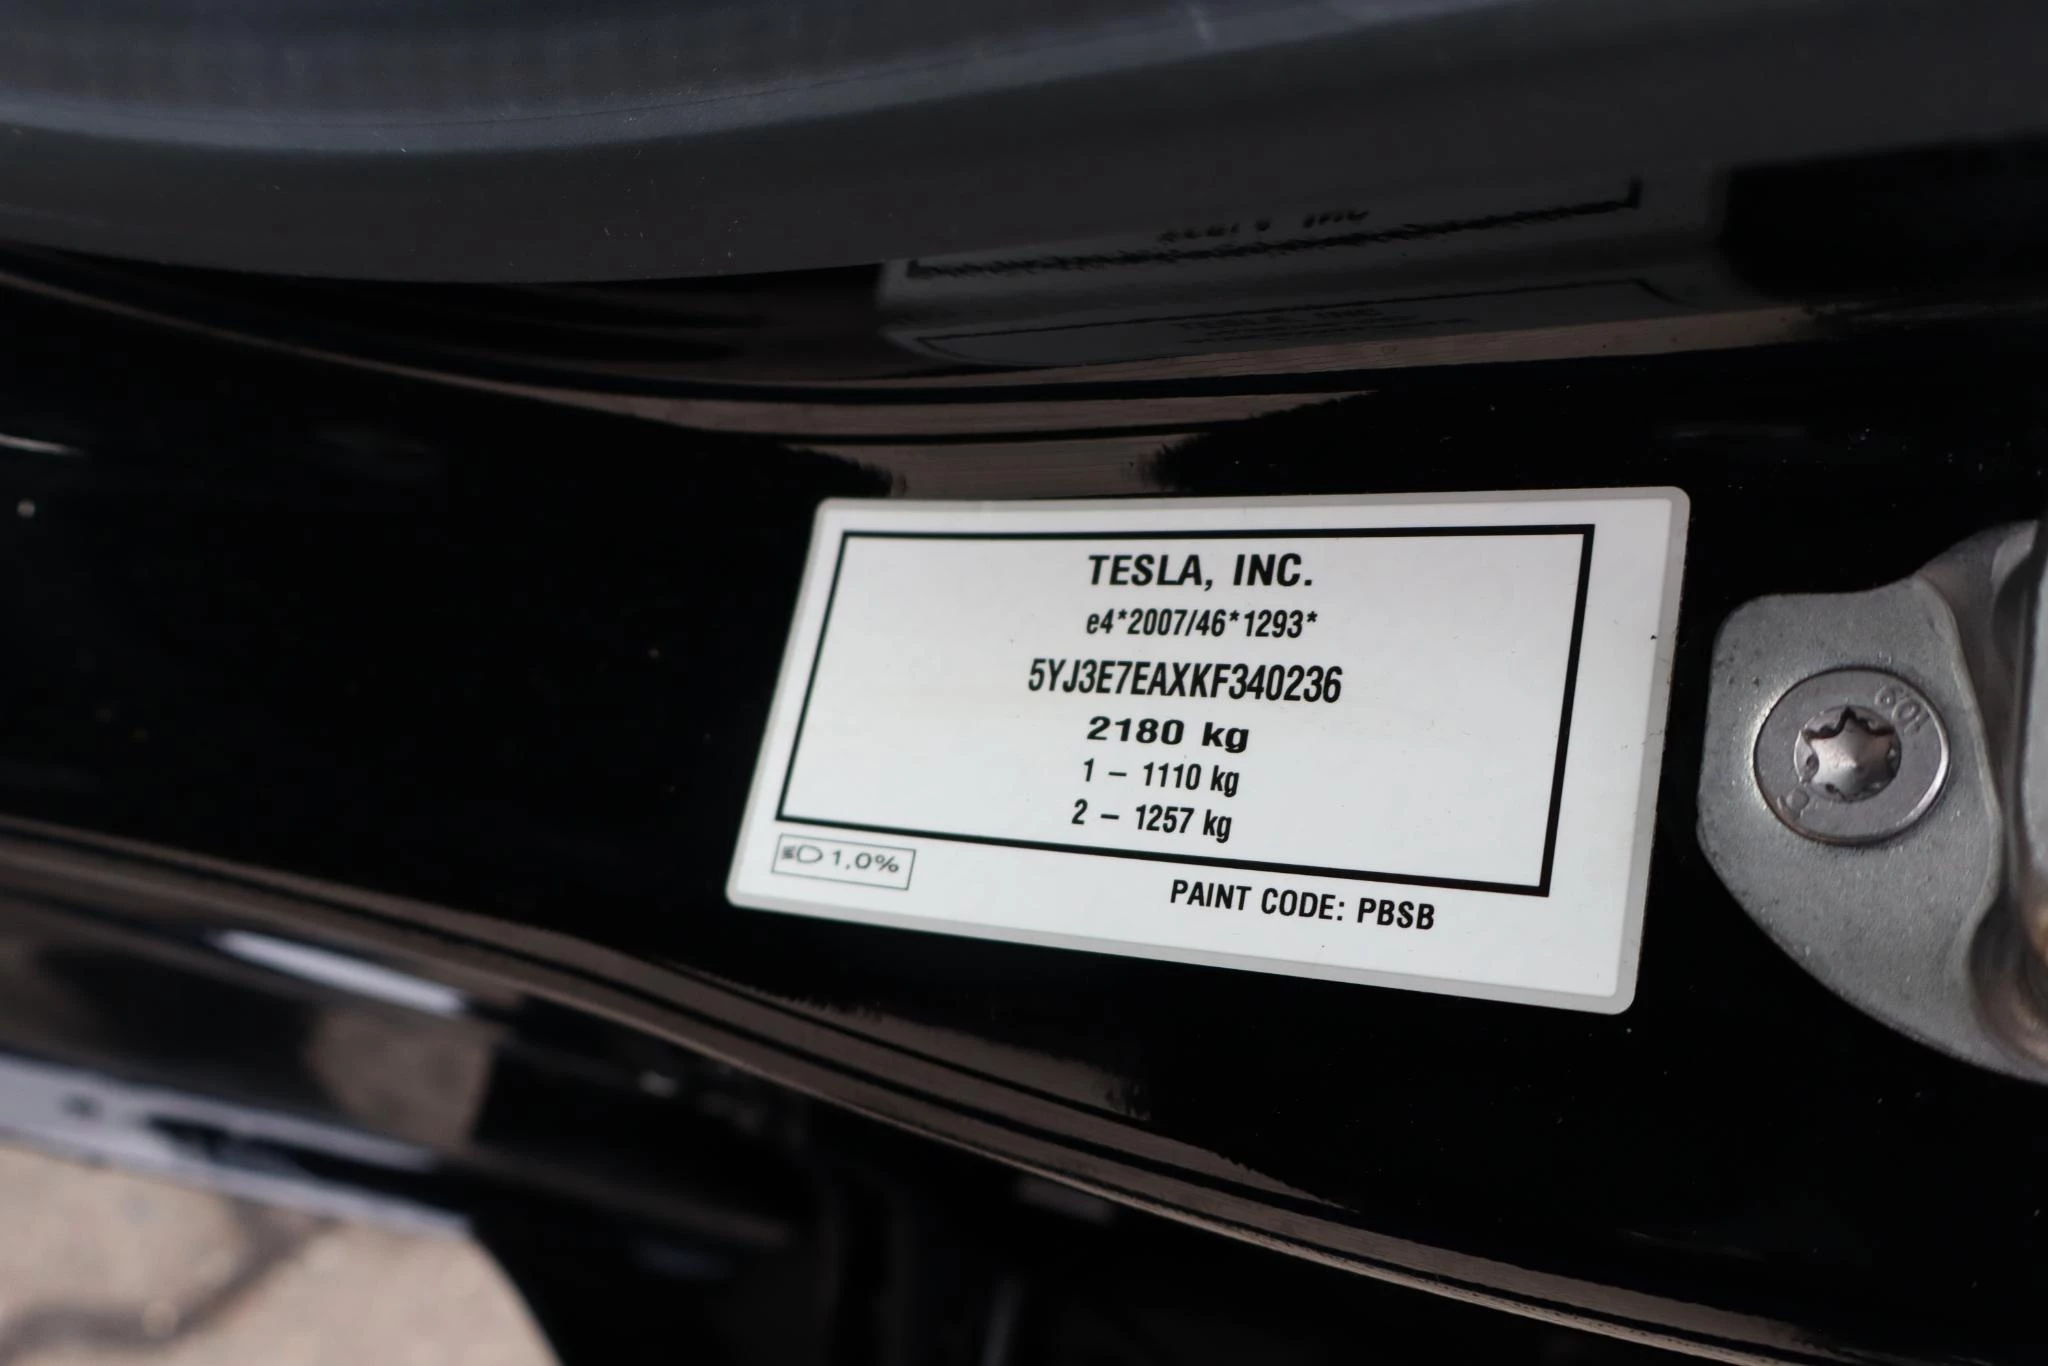 TESLA, INC.
e4*2007/46*1293*
5YJ3E7EAXKF340236
2180 kg
1 – 1110 kg
2 – 1257 kg
1,0%
PAINT CODE: PBSB